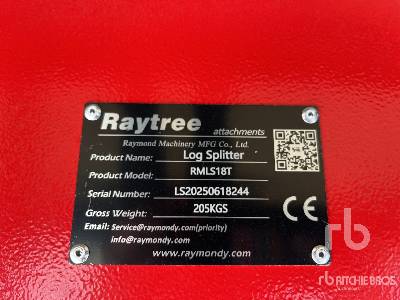 Raytree attachments
Raymond Machinery MFG Co., Ltd.
Product Name: Log Splitter
Product Model: RMLS18T
Serial Number: LS20250618244
Gross Weight: 205KGS
Email: Service@raymondy.com(priority)
info@raymondy.com
www.raymondy.com
CE
rb
RITCHIE BROS